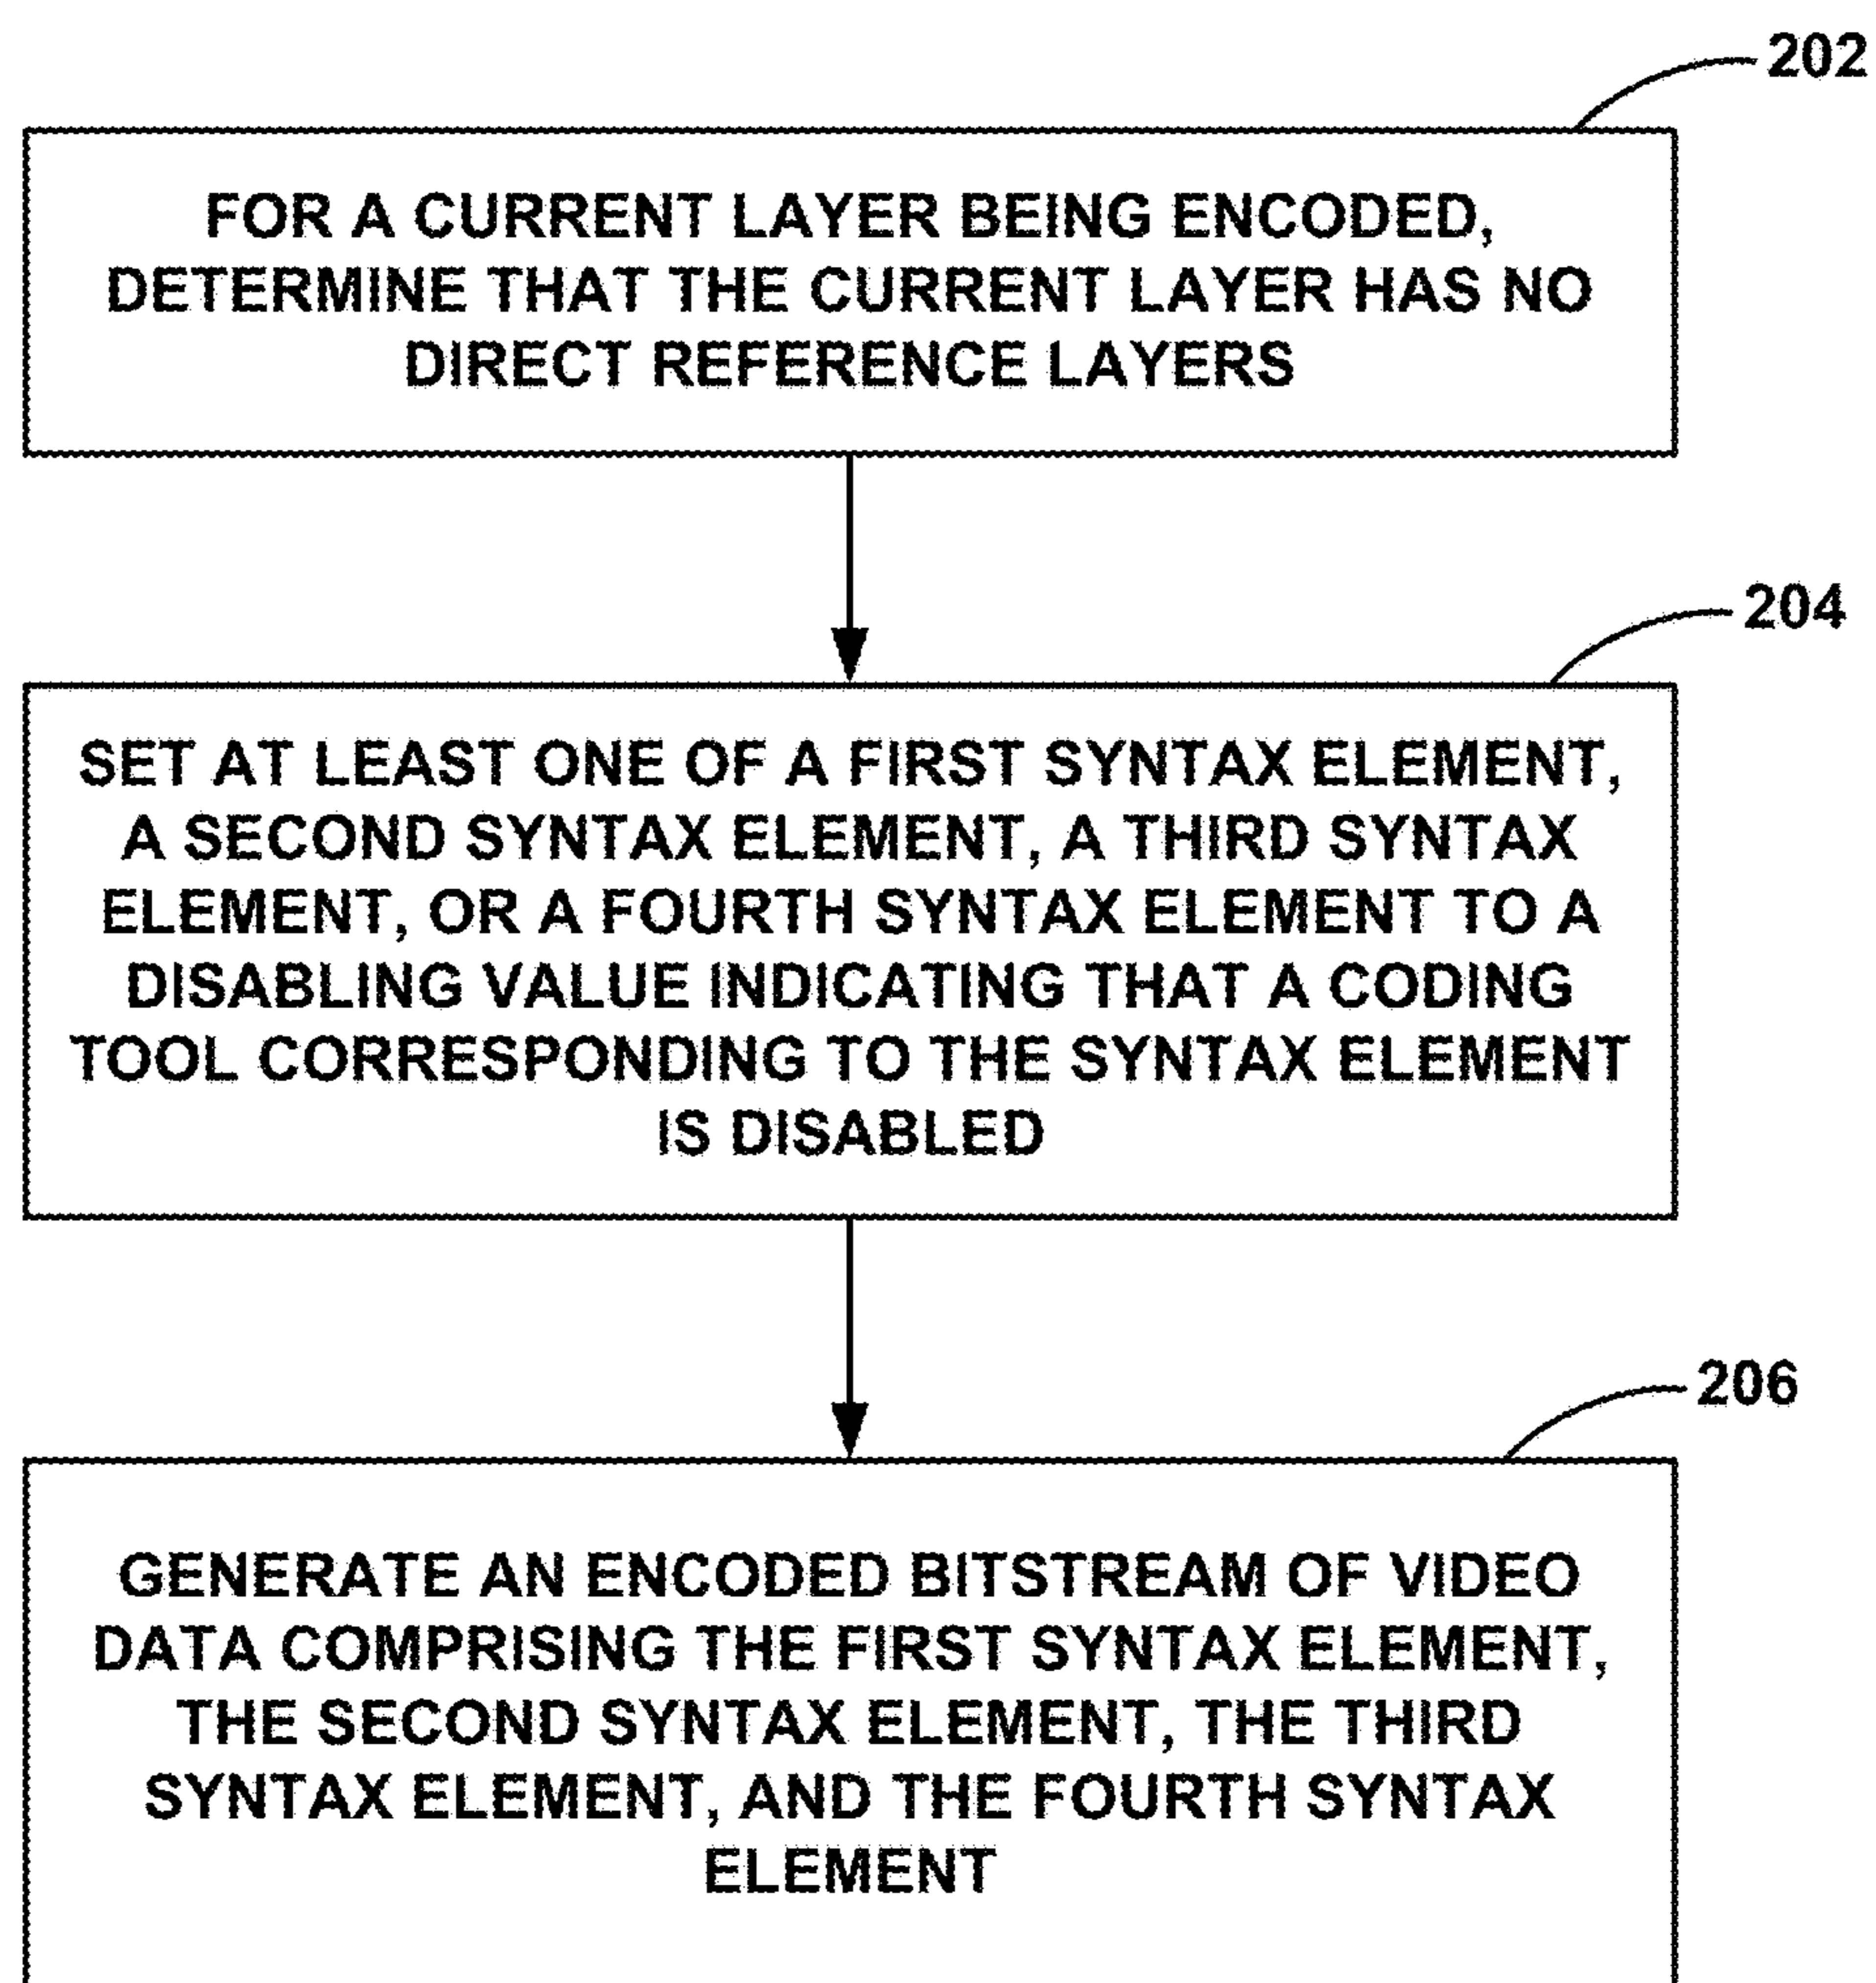 202
FOR A CURRENT LAYER BEING ENCODED,
DETERMINE THAT THE CURRENT LAYER HAS NO
DIRECT REFERENCE LAYERS
204
SET AT LEAST ONE OF A FIRST SYNTAX ELEMENT,
A SECOND SYNTAX ELEMENT, A THIRD SYNTAX
ELEMENT, OR A FOURTH SYNTAX ELEMENT TO A
DISABLING VALUE INDICATING THAT A CODING
TOOL CORRESPONDING TO THE SYNTAX ELEMENT
IS DISABLED
206
GENERATE AN ENCODED BITSTREAM OF VIDEO
DATA COMPRISING THE FIRST SYNTAX ELEMENT,
THE SECOND SYNTAX ELEMENT, THE THIRD
SYNTAX ELEMENT, AND THE FOURTH SYNTAX
ELEMENT